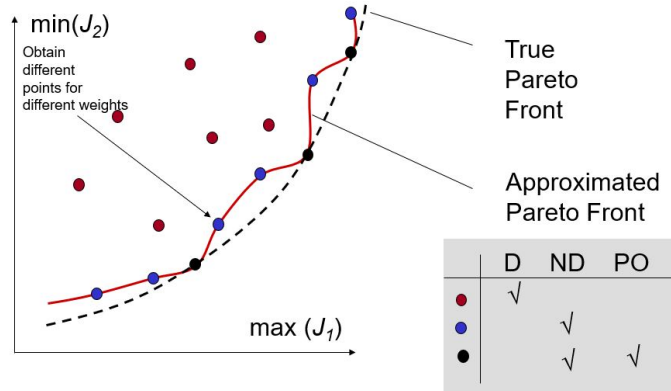 min(J2)
Obtain
different
points for
different weights
True
Pareto
Front
Approximated
Pareto Front
max (J1)
D ND PO
√
√
√ √